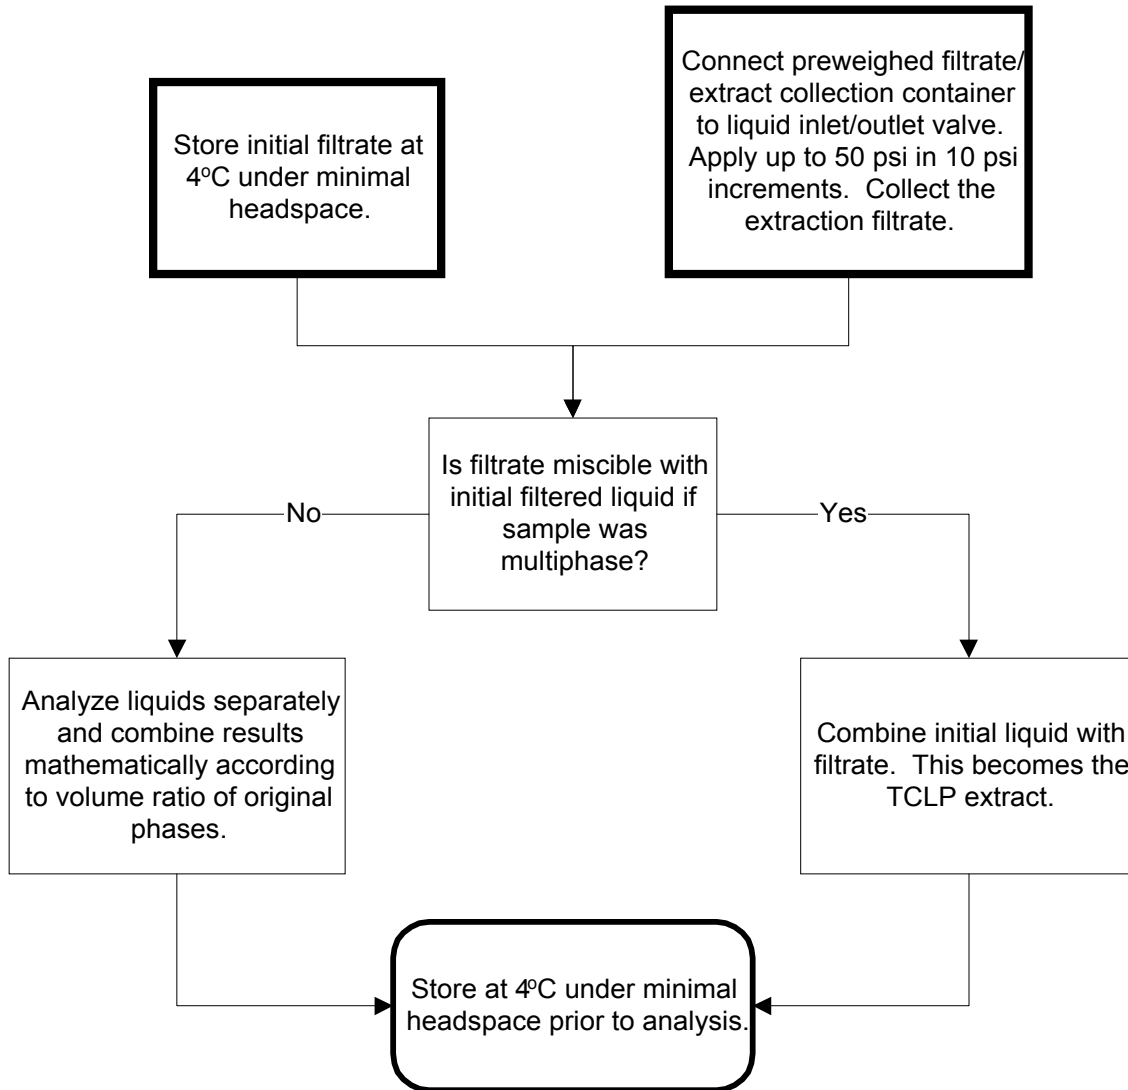 Store initial filtrate at
4ºC under minimal
headspace.
Connect preweighed filtrate/
extract collection container
to liquid inlet/outlet valve.
Apply up to 50 psi in 10 psi
increments.  Collect the
extraction filtrate.
Is filtrate miscible with
initial filtered liquid if
sample was
multiphase?
No
Yes
Analyze liquids separately
and combine results
mathematically according
to volume ratio of original
phases.
Combine initial liquid with
filtrate.  This becomes the
TCLP extract.
Store at 4ºC under minimal
headspace prior to analysis.